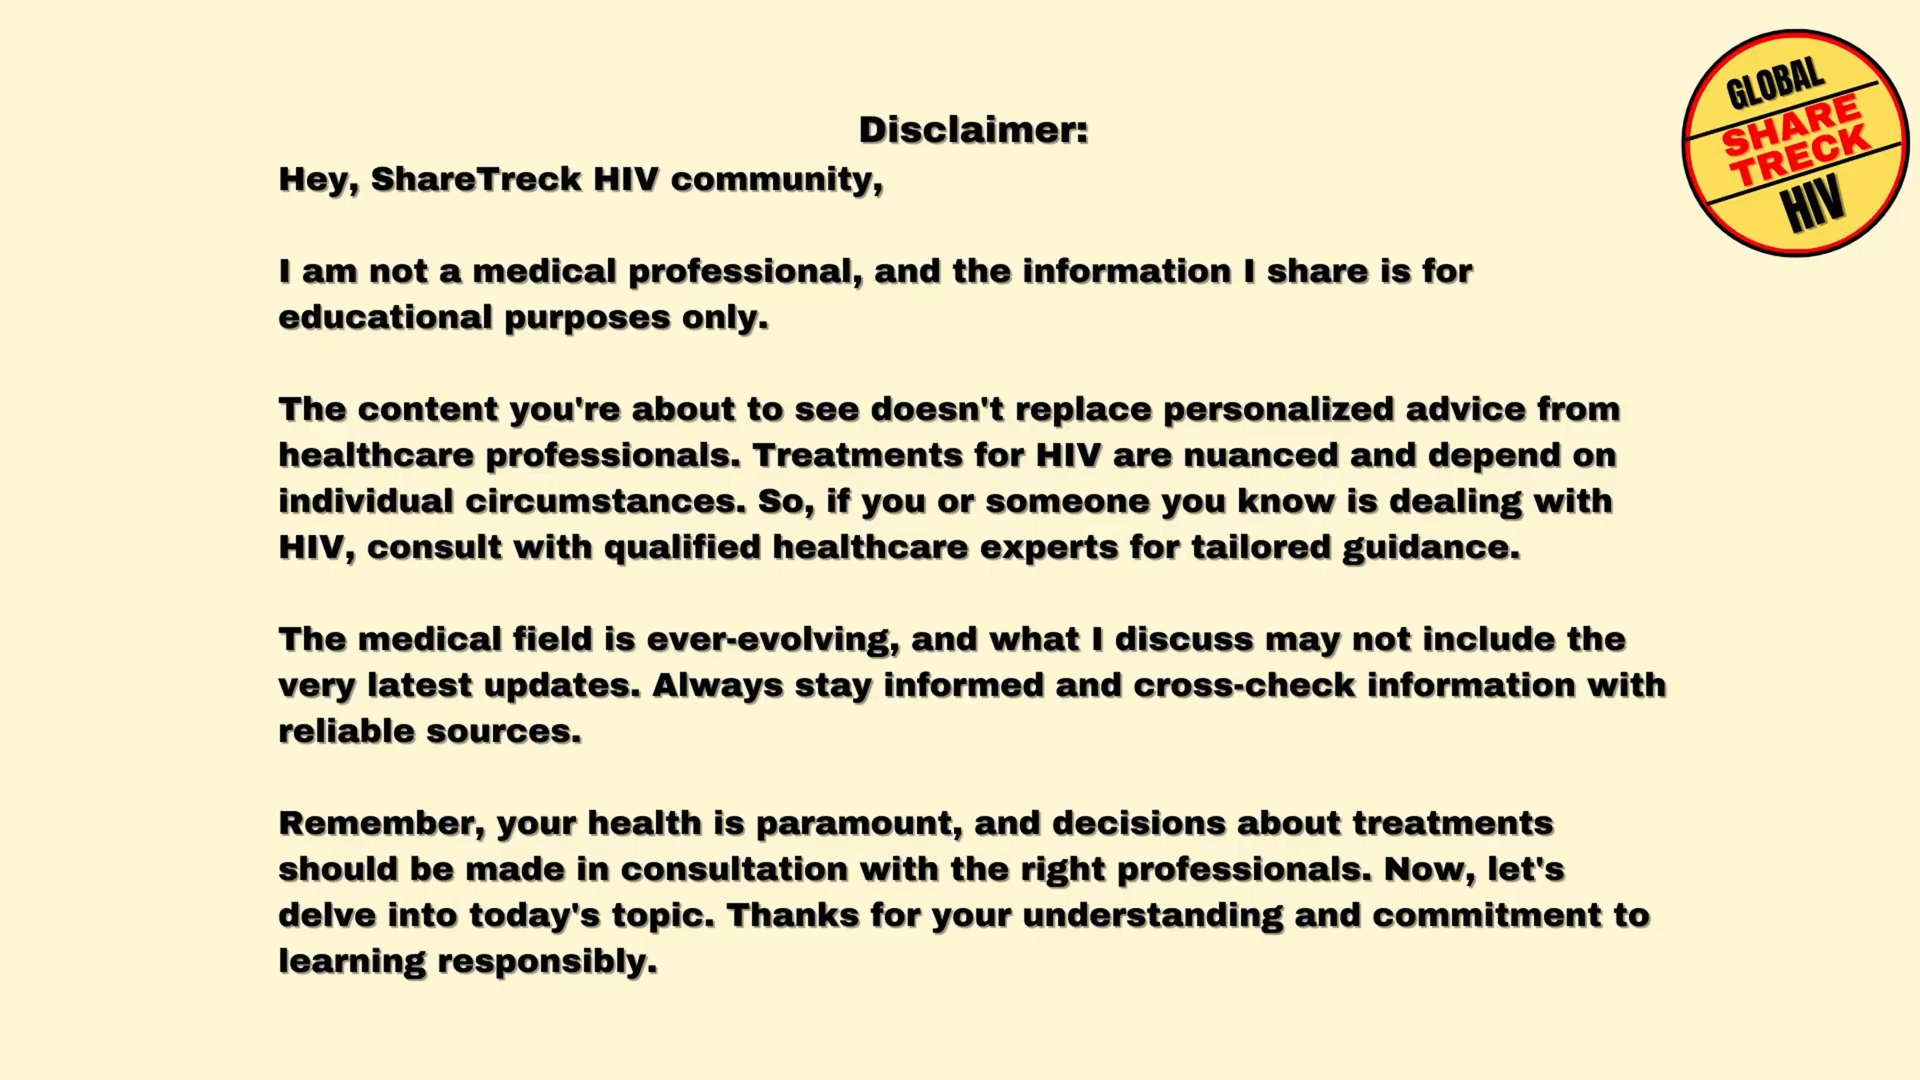 Disclaimer:
Hey, ShareTreck HIV community,
I am not a medical professional, and the information I share is for
educational purposes only.
The content you're about to see doesn't replace personalized advice from
healthcare professionals. Treatments for HIV are nuanced and depend on
individual circumstances. So, if you or someone you know is dealing with
HIV, consult with qualified healthcare experts for tailored guidance.
The medical field is ever-evolving, and what I discuss may not include the
very latest updates. Always stay informed and cross-check information with
reliable sources.
Remember, your health is paramount, and decisions about treatments
should be made in consultation with the right professionals. Now, let's
delve into today's topic. Thanks for your understanding and commitment to
learning responsibly.
GLOBAL
SHARE
TRECK
HIV